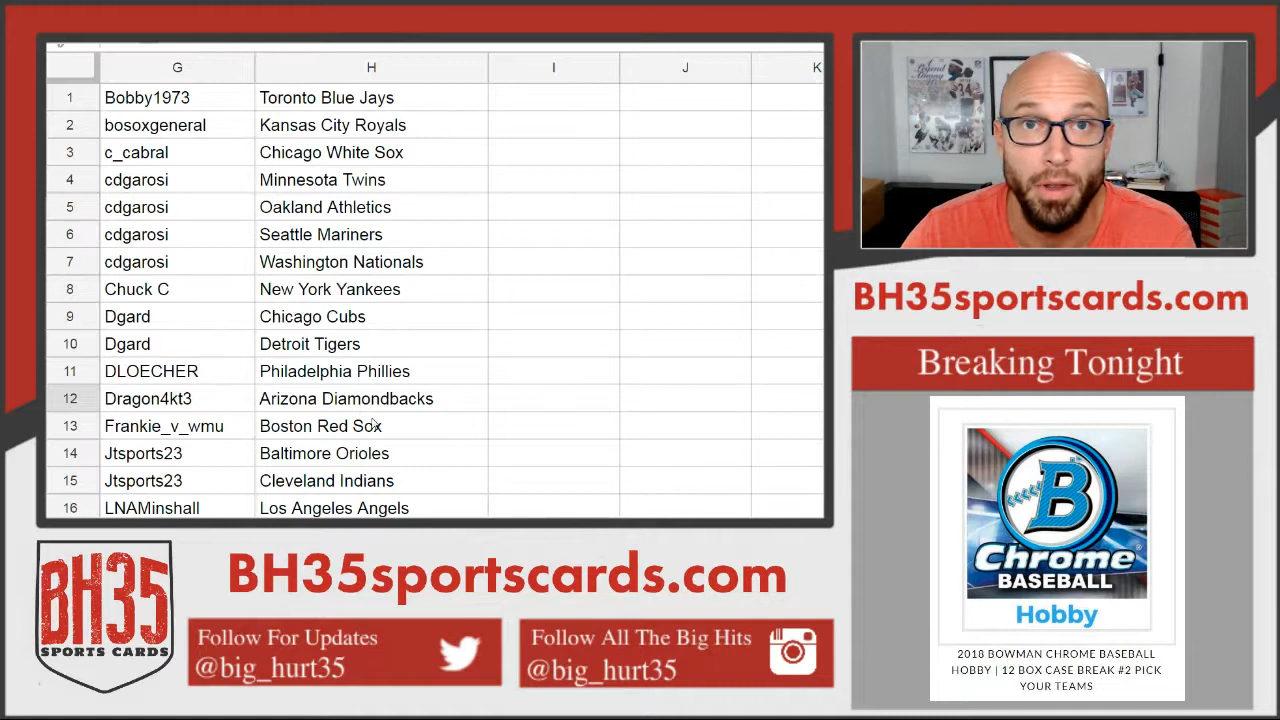 G H I J K
1 Bobby1973 Toronto Blue Jays
2 bosoxgeneral Kansas City Royals
3 c_cabral Chicago White Sox
4 cdgarosi Minnesota Twins
5 cdgarosi Oakland Athletics
6 cdgarosi Seattle Mariners
7 cdgarosi Washington Nationals
8 Chuck C New York Yankees
9 Dgard Chicago Cubs
10 Dgard Detroit Tigers
11 DLOECHER Philadelphia Phillies
12 Dragon4kt3 Arizona Diamondbacks
13 Frankie_v_wmu Boston Red Sox
14 Jtsports23 Baltimore Orioles
15 Jtsports23 Cleveland Indians
16 LNAMinshall Los Angeles Angels
34
BH35sportscards.com
Breaking Tonight
B
Chrome
BASEBALL
Hobby
2018 BOWMAN CHROME BASEBALL
HOBBY | 12 BOX CASE BREAK #2 PICK
YOUR TEAMS
BH35
SPORTS CARDS
BH35sportscards.com
Follow For Updates
@big_hurt35
Follow All The Big Hits
@big_hurt35